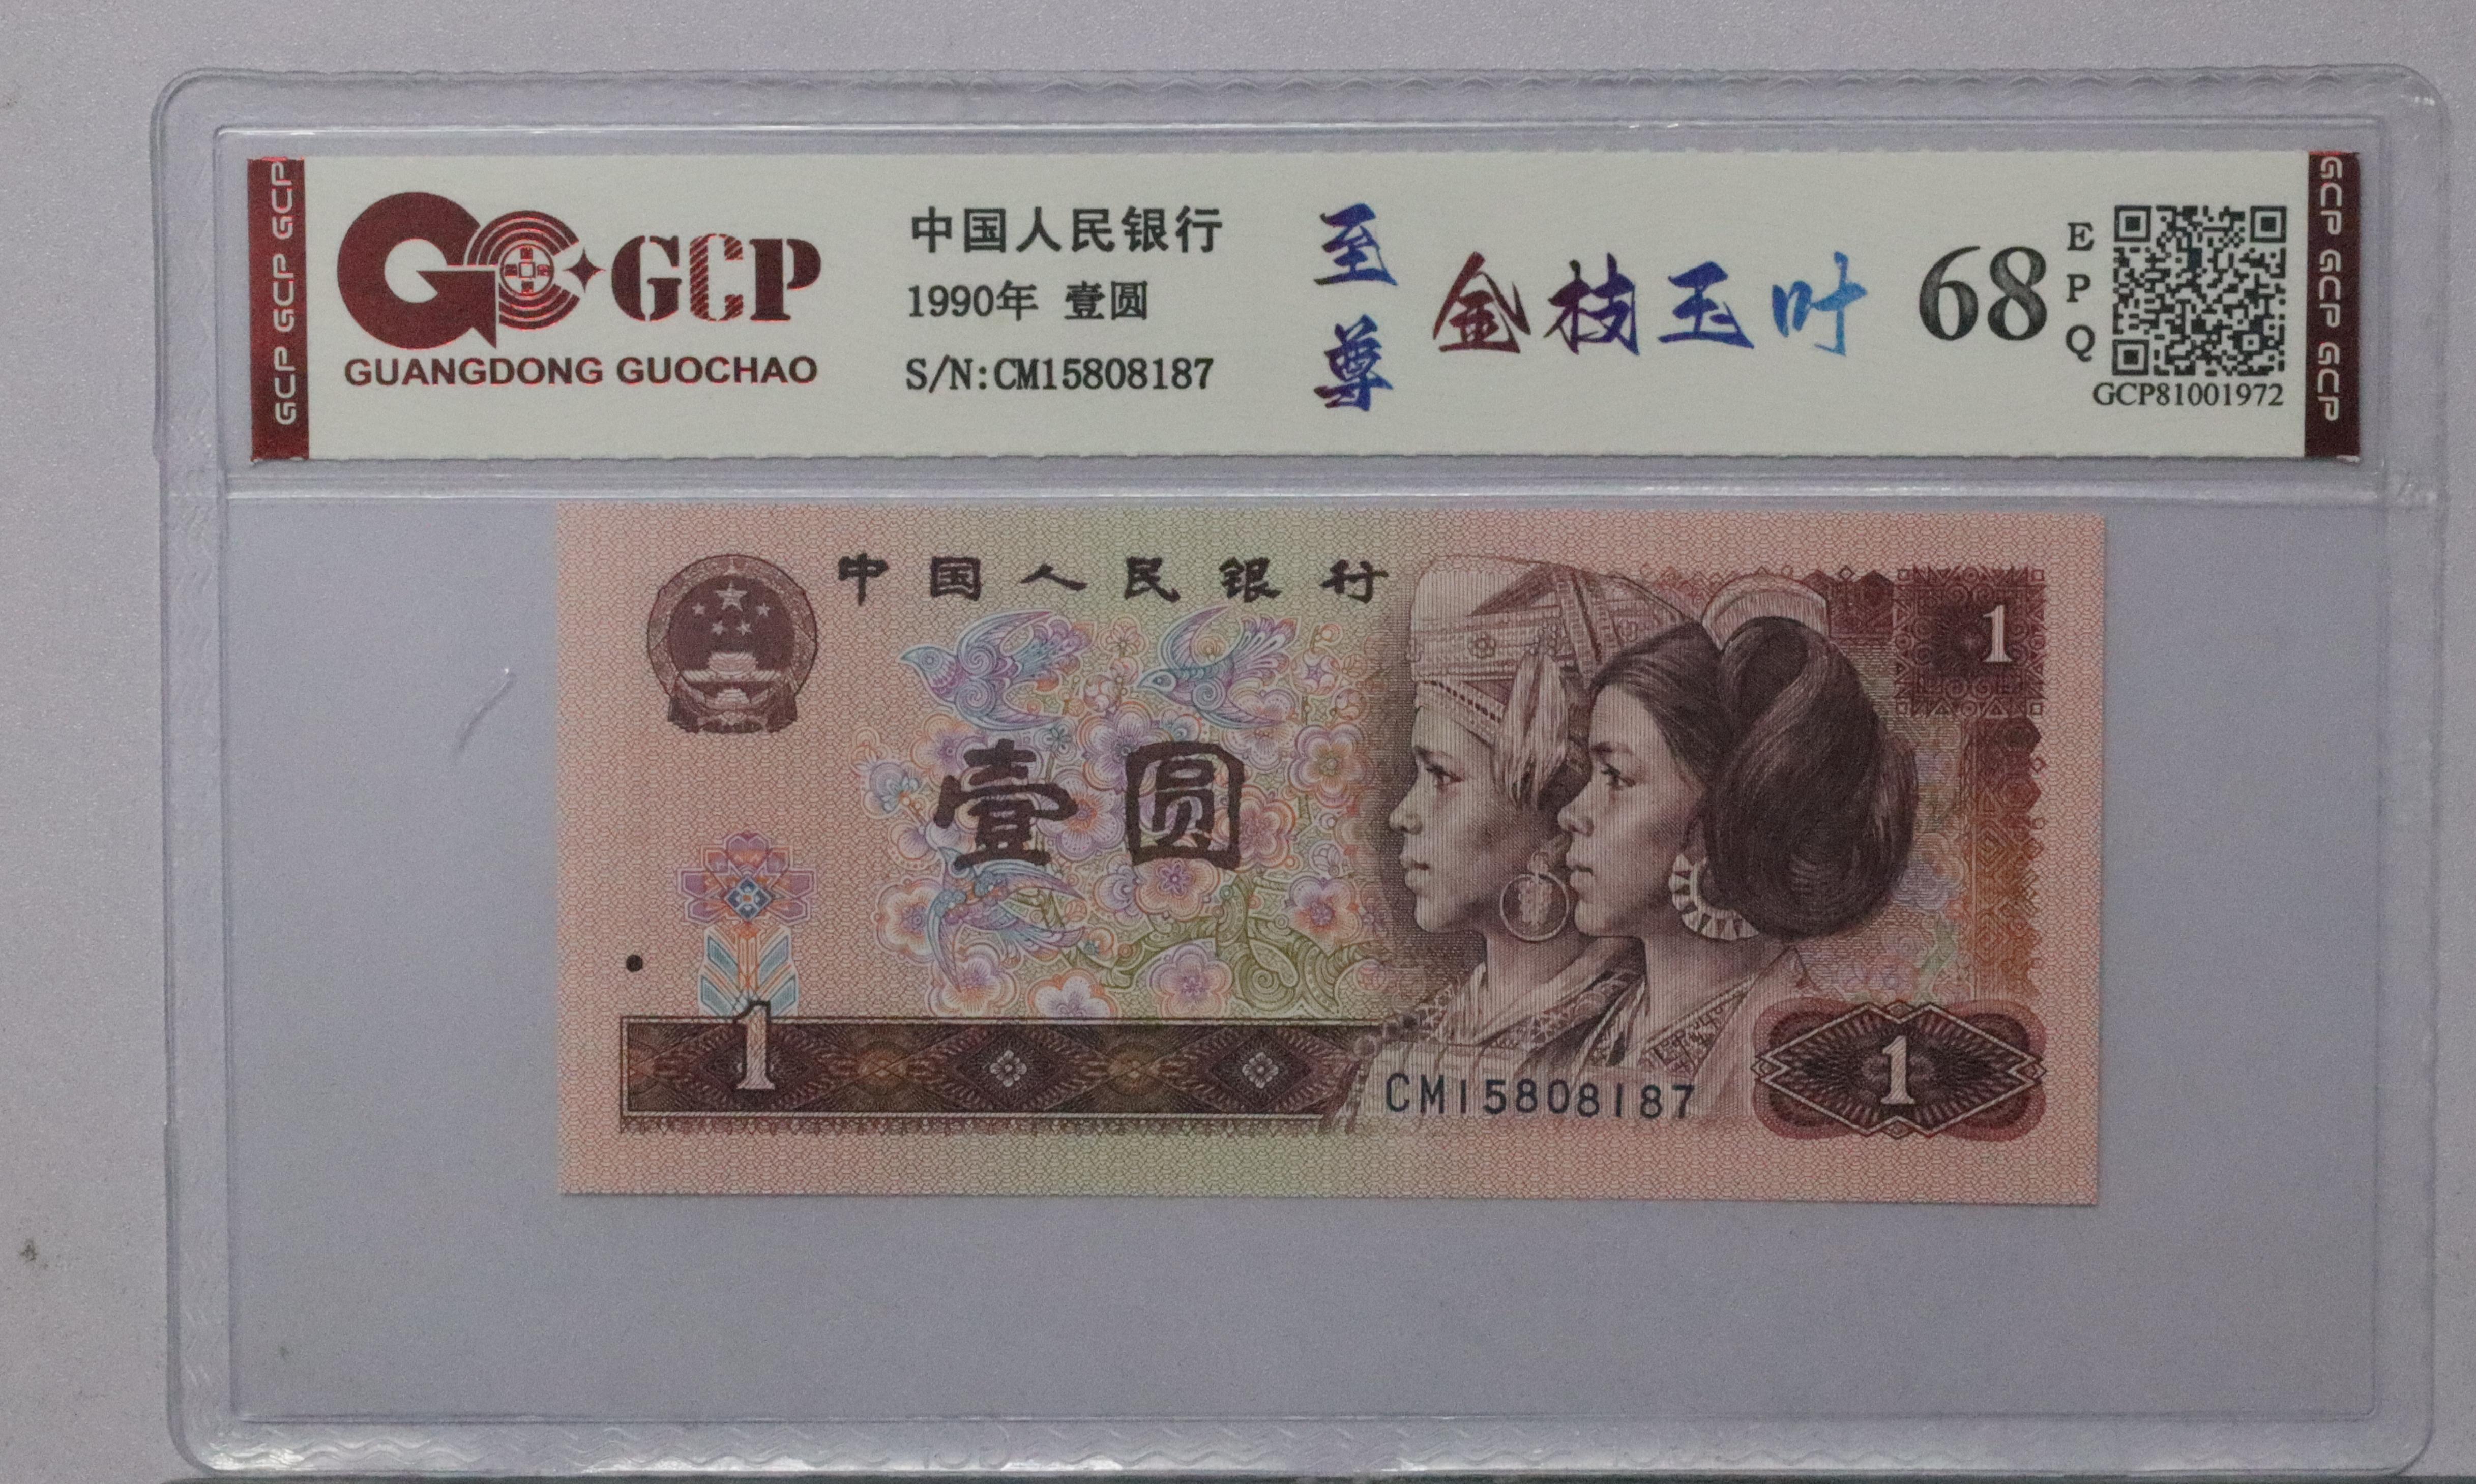 GCP GCP GCP
GCP
GUANGDONG GUOCHAO
中国人民银行
1990年 壹圆
S/N:CM15808187
至尊
金枝玉叶
68
EPQ
GCP81001972
GCP GCP GCP
中国人民银行
1
壹圆
1
CM15808187
1